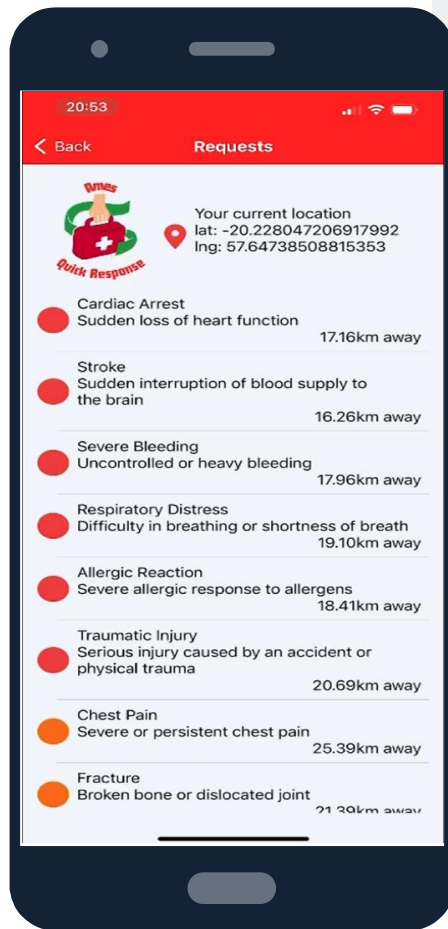 20:53
Back
Requests
Ames
Quick Response
Your current location
lat: -20.228047206917992
lng: 57.64738508815353
Cardiac Arrest
Sudden loss of heart function
17.16km away
Stroke
Sudden interruption of blood supply to
the brain
16.26km away
Severe Bleeding
Uncontrolled or heavy bleeding
17.96km away
Respiratory Distress
Difficulty in breathing or shortness of breath
19.10km away
Allergic Reaction
Severe allergic response to allergens
18.41km away
Traumatic Injury
Serious injury caused by an accident or
physical trauma
20.69km away
Chest Pain
Severe or persistent chest pain
25.39km away
Fracture
Broken bone or dislocated joint
21.39km away